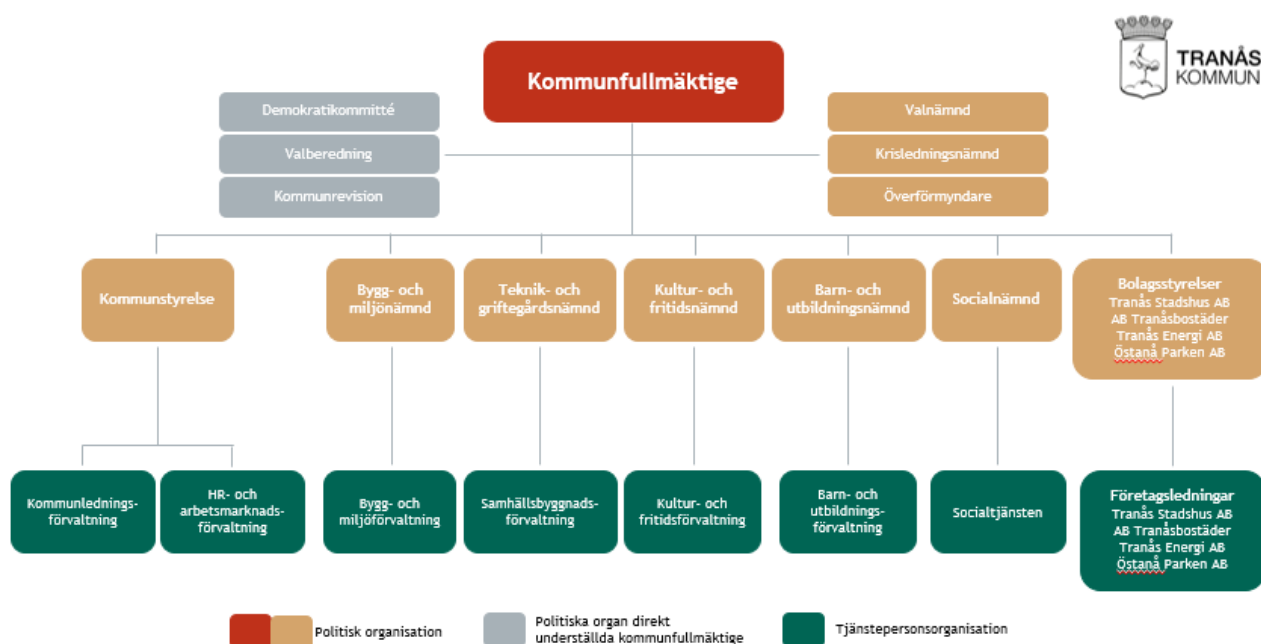 Kommunfullmäktige
TRANÅS
KOMMUN
Demokratikommitté
Valberedning
Kommunrevision
Valnämnd
Krisledningsnämnd
Överförmyndare
Kommunstyrelse
Bygg- och
miljönämnd
Teknik- och
griftegårdsnämnd
Kultur- och
fritidsnämnd
Barn- och
utbildningsnämnd
Socialnämnd
Bolagsstyrelser
Tranås Stadshus AB
AB Tranåsbostäder
Tranås Energi AB
Östanå Parken AB
Kommunlednings-
förvaltning
HR- och
arbetsmarknads-
förvaltning
Bygg- och
miljöförvaltning
Samhällsbyggnads-
förvaltning
Kultur- och
fritidsförvaltning
Barn- och
utbildnings-
förvaltning
Socialtjänsten
Företagsledningar
Tranås Stadshus AB
AB Tranåsbostäder
Tranås Energi AB
Östanå Parken AB
Politisk organisation
Politiska organ direkt
underställda kommunfullmäktige
Tjänstepersonsorganisation